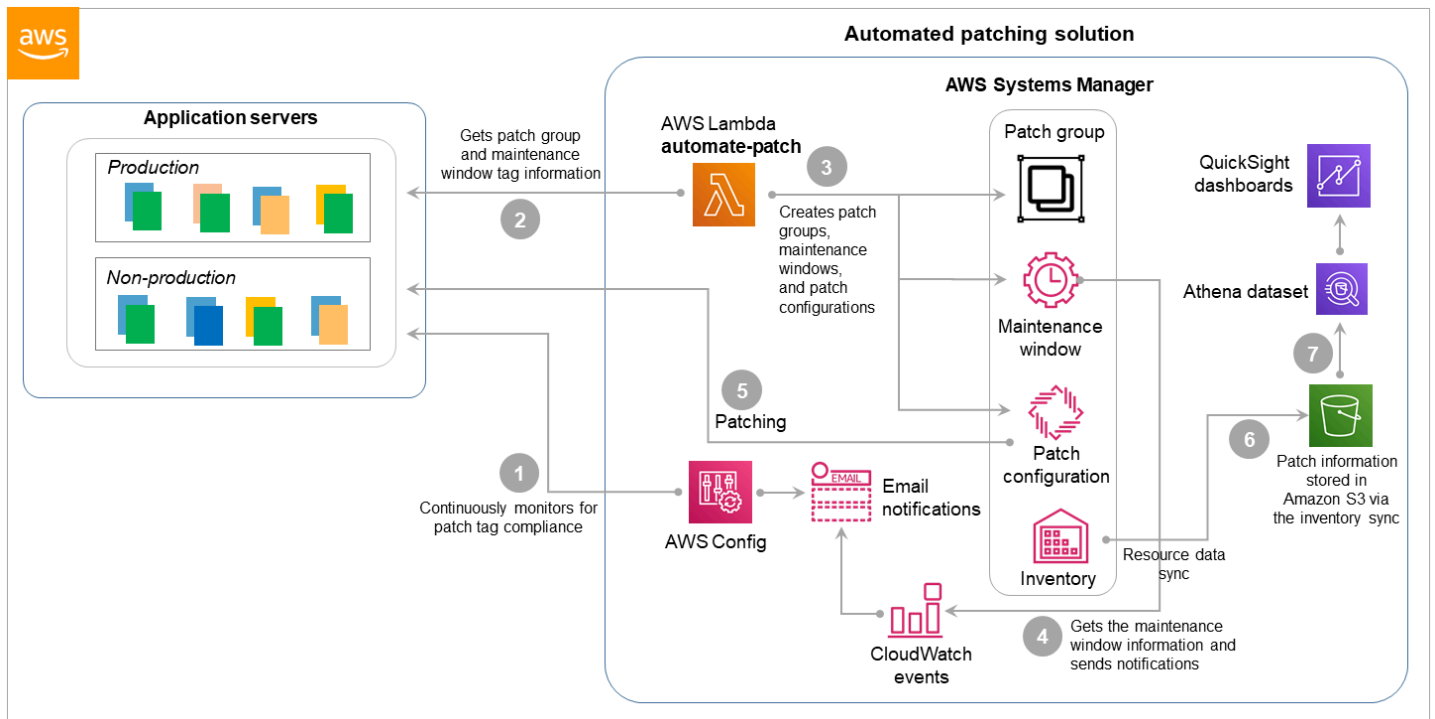 aws
Automated patching solution
AWS Systems Manager
Application servers
Production
Non-production
Gets patch group
and maintenance
window tag information
2
AWS Lambda
automate-patch
3
Creates patch
groups,
maintenance
windows,
and patch
configurations
Patch group
Maintenance
window
Patch
configuration
Inventory
QuickSight
dashboards
Athena dataset
7
6
Patch information
stored in
Amazon S3 via
the inventory sync
Resource data
sync
5
Patching
1
Continuously monitors for
patch tag compliance
AWS Config
EMAIL
Email
notifications
CloudWatch
events
4
Gets the maintenance
window information and
sends notifications